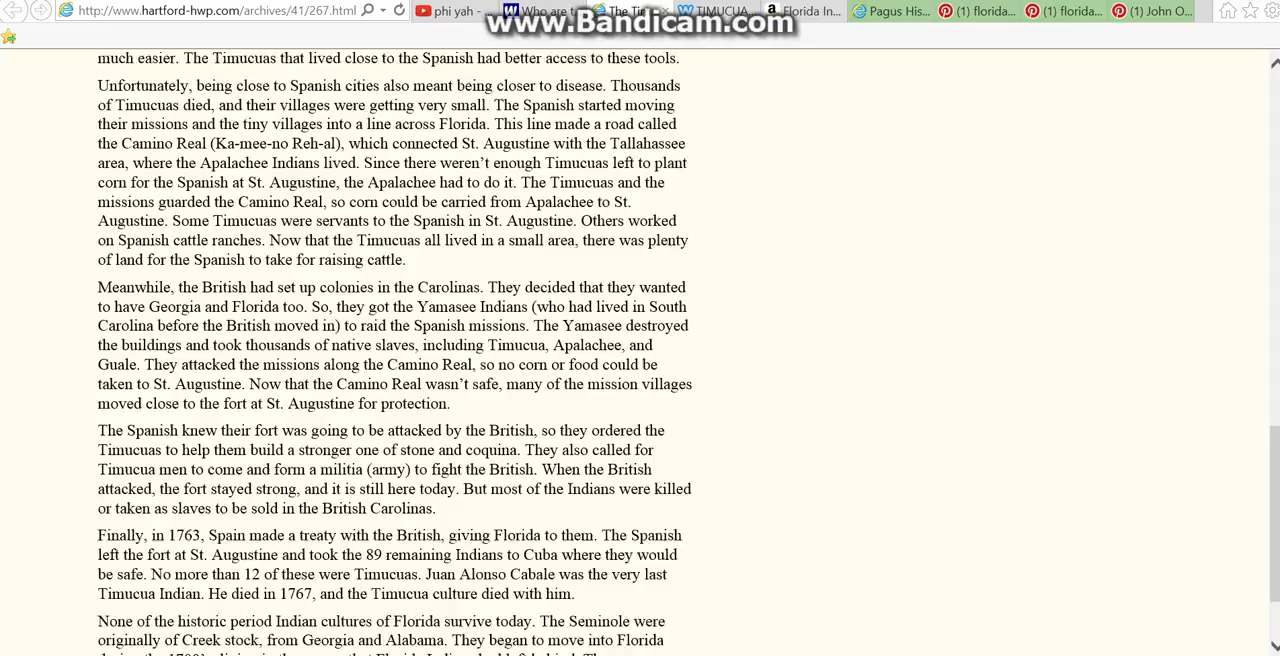 http://www.hartford-hwp.com/archives/41/267.html
phi yah -
Who are t
The Ti
TIMUCUA
Florida In...
Pagus His...
(1) florida...
(1) florida...
(1) John O...
www.Bandicam.com
much easier. The Timucuas that lived close to the Spanish had better access to these tools.
Unfortunately, being close to Spanish cities also meant being closer to disease. Thousands
of Timucuas died, and their villages were getting very small. The Spanish started moving
their missions and the tiny villages into a line across Florida. This line made a road called
the Camino Real (Ka-mee-no Reh-al), which connected St. Augustine with the Tallahassee
area, where the Apalachee Indians lived. Since there weren’t enough Timucuas left to plant
corn for the Spanish at St. Augustine, the Apalachee had to do it. The Timucuas and the
missions guarded the Camino Real, so corn could be carried from Apalachee to St.
Augustine. Some Timucuas were servants to the Spanish in St. Augustine. Others worked
on Spanish cattle ranches. Now that the Timucuas all lived in a small area, there was plenty
of land for the Spanish to take for raising cattle.
Meanwhile, the British had set up colonies in the Carolinas. They decided that they wanted
to have Georgia and Florida too. So, they got the Yamasee Indians (who had lived in South
Carolina before the British moved in) to raid the Spanish missions. The Yamasee destroyed
the buildings and took thousands of native slaves, including Timucua, Apalachee, and
Guale. They attacked the missions along the Camino Real, so no corn or food could be
taken to St. Augustine. Now that the Camino Real wasn’t safe, many of the mission villages
moved close to the fort at St. Augustine for protection.
The Spanish knew their fort was going to be attacked by the British, so they ordered the
Timucuas to help them build a stronger one of stone and coquina. They also called for
Timucua men to come and form a militia (army) to fight the British. When the British
attacked, the fort stayed strong, and it is still here today. But most of the Indians were killed
or taken as slaves to be sold in the British Carolinas.
Finally, in 1763, Spain made a treaty with the British, giving Florida to them. The Spanish
left the fort at St. Augustine and took the 89 remaining Indians to Cuba where they would
be safe. No more than 12 of these were Timucuas. Juan Alonso Cabale was the very last
Timucua Indian. He died in 1767, and the Timucua culture died with him.
None of the historic period Indian cultures of Florida survive today. The Seminole were
originally of Creek stock, from Georgia and Alabama. They began to move into Florida